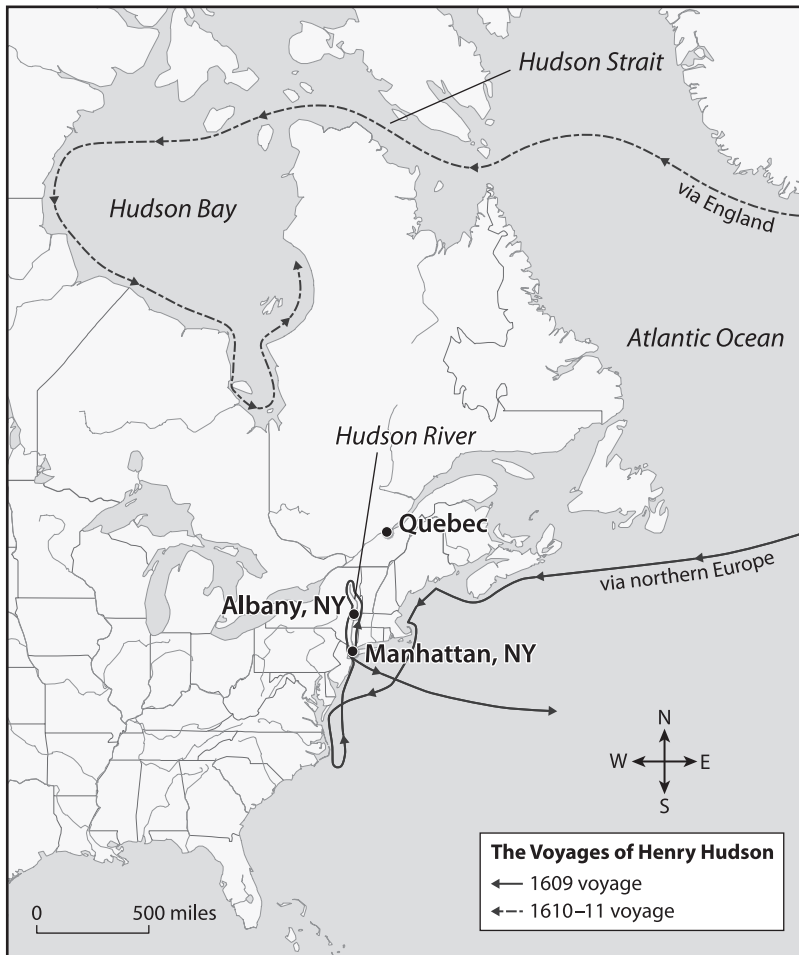 Hudson Strait
via England
Hudson Bay
Atlantic Ocean
Hudson River
Quebec
via northern Europe
Albany, NY
Manhattan, NY
N
W E
S
The Voyages of Henry Hudson
1609 voyage
1610–11 voyage
0 500 miles